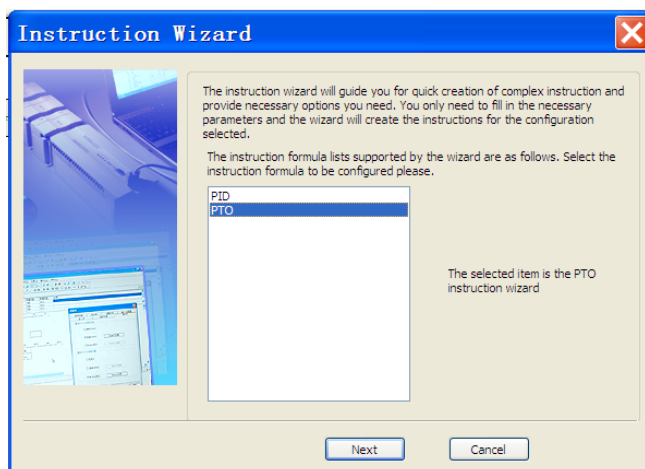 Instruction Wizard
The instruction wizard will guide you for quick creation of complex instruction and
provide necessary options you need. You only need to fill in the necessary
parameters and the wizard will create the instructions for the configuration
selected.
The instruction formula lists supported by the wizard are as follows. Select the
instruction formula to be configured please.
PID
PTO
The selected item is the PTO
instruction wizard
Next
Cancel